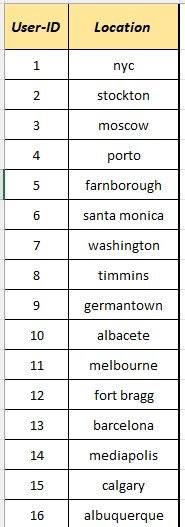 User-ID Location
1 nyc
2 stockton
3 moscow
4 porto
5 farnborough
6 santa monica
7 washington
8 timmins
9 germantown
10 albacete
11 melbourne
12 fort bragg
13 barcelona
14 mediapolis
15 calgary
16 albuquerque